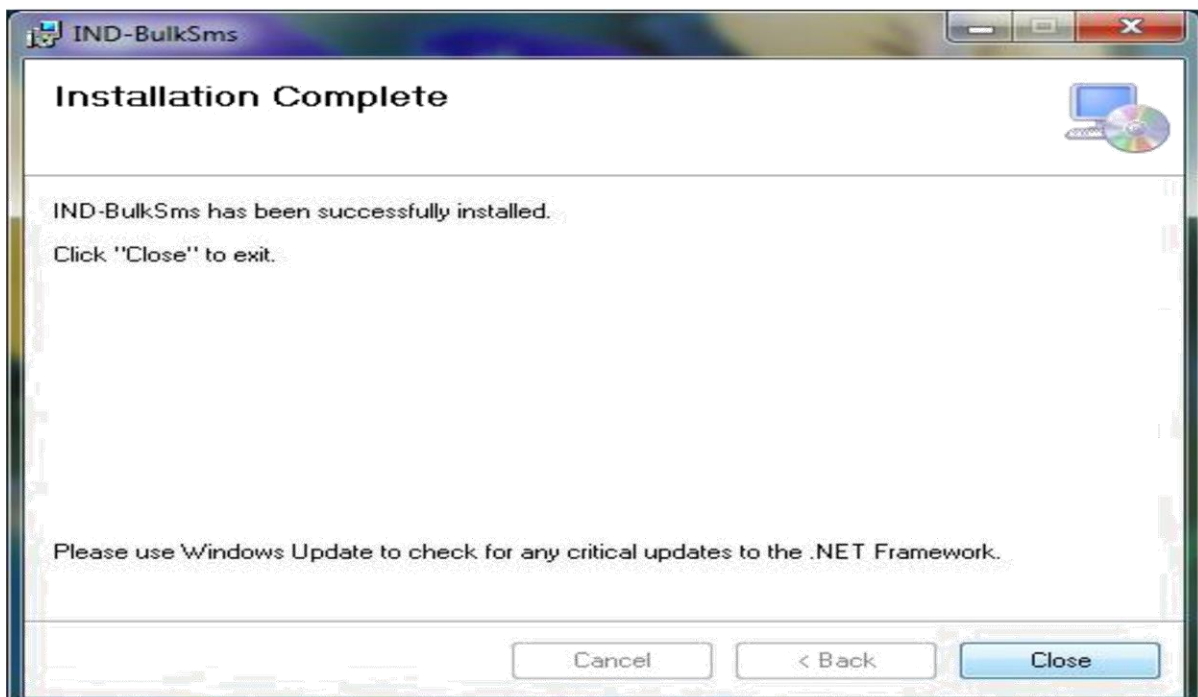 IND-BulkSms
Installation Complete
IND-BulkSms has been successfully installed.
Click "Close" to exit.
Please use Windows Update to check for any critical updates to the .NET Framework.
Cancel
< Back
Close